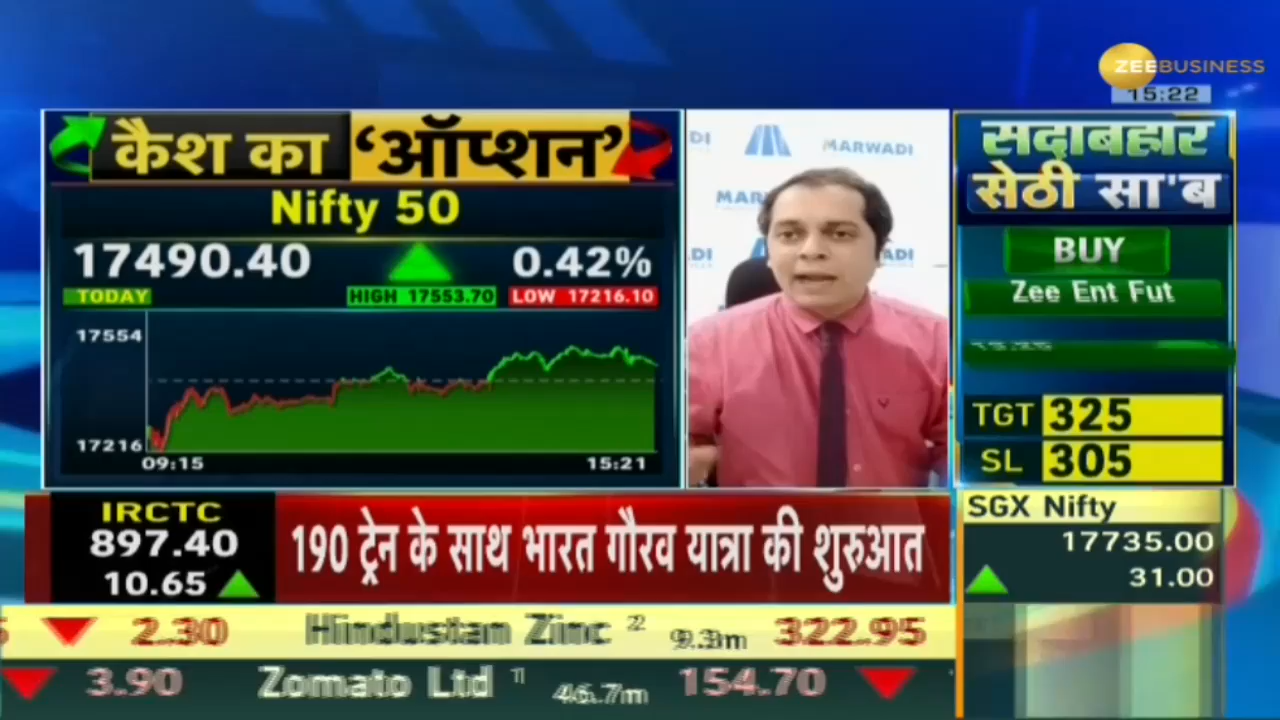 ZEEBUSINESS
15:22
कैश का 'ऑप्शन'
Nifty 50
17490.40 0.42%
TODAY HIGH 17553.70 LOW 17216.10
17554
17216
09:15 15:21
MARWADI
सदाबहार
सेठी सा'ब
BUY
Zee Ent Fut
TGT 325
SL 305
IRCTC
897.40
10.65
190 ट्रेन के साथ भारत गौरव यात्रा की शुरुआत
SGX Nifty
17735.00
31.00
2.30 Hindustan Zinc 322.95
3.90 Zomato Ltd 46.7m 154.70